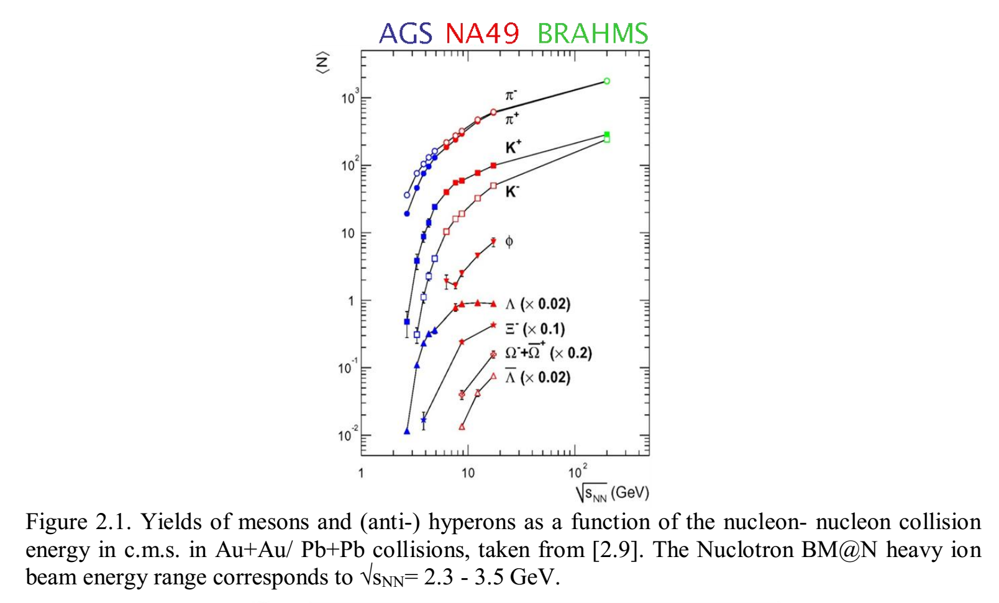 AGS NA49 BRAHMS
⟨N⟩
10³
10²
10
1
10⁻¹
10⁻²
π⁻
π⁺
K⁺
K⁻
ϕ
Λ (× 0.02)
Ξ⁻ (× 0.1)
Ω⁻+Ω̅⁺ (× 0.2)
Λ̅ (× 0.02)
1 10 10²
√sNN (GeV)
Figure 2.1. Yields of mesons and (anti-) hyperons as a function of the nucleon- nucleon collision
energy in c.m.s. in Au+Au/ Pb+Pb collisions, taken from [2.9]. The Nuclotron BM@N heavy ion
beam energy range corresponds to √sNN= 2.3 - 3.5 GeV.